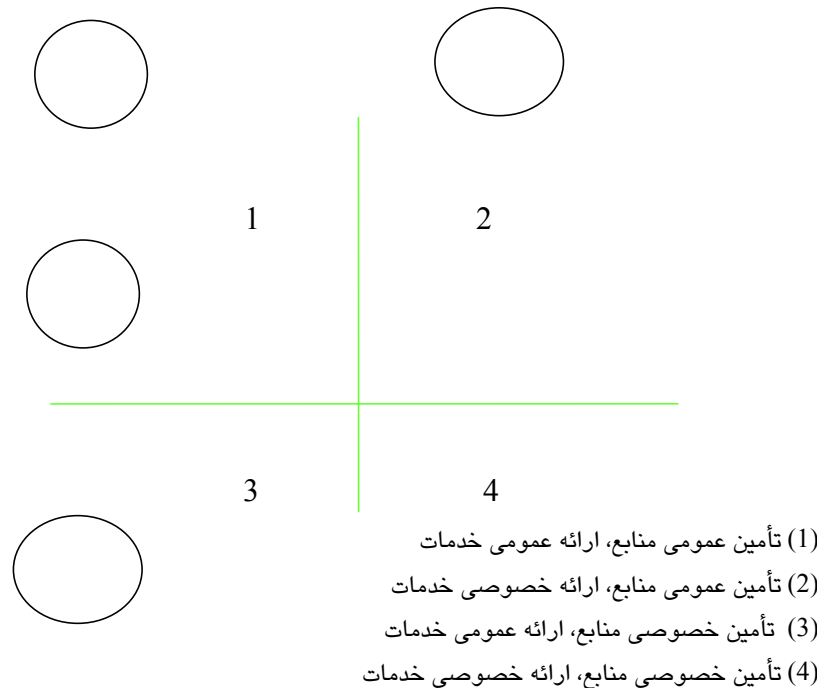 1 2
3 4
(1) تأمین عمومی منابع، ارائه عمومی خدمات
(2) تأمین عمومی منابع، ارائه خصوصی خدمات
(3) تأمین خصوصی منابع، ارائه عمومی خدمات
(4) تأمین خصوصی منابع، ارائه خصوصی خدمات